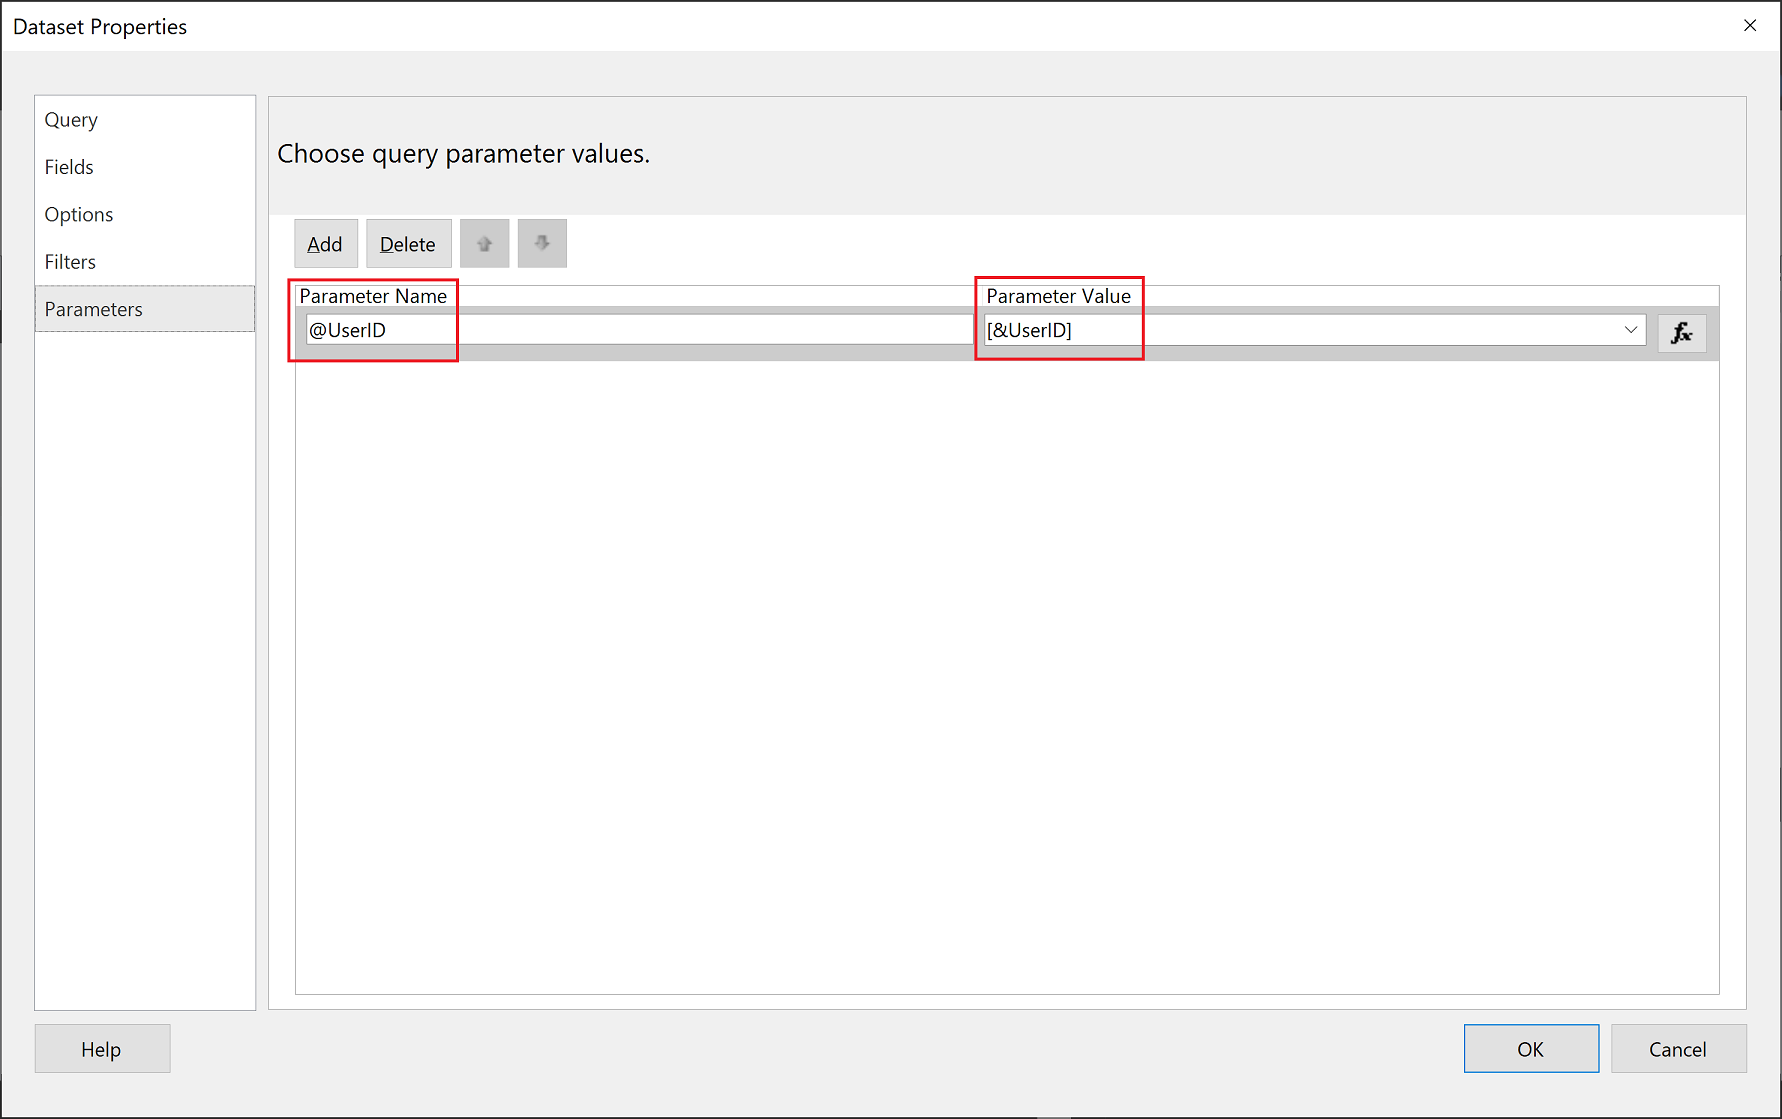 Dataset Properties
Query
Fields
Options
Filters
Parameters
Choose query parameter values.
Add Delete
Parameter Name Parameter Value
@UserID [&UserID] fx
Help OK Cancel